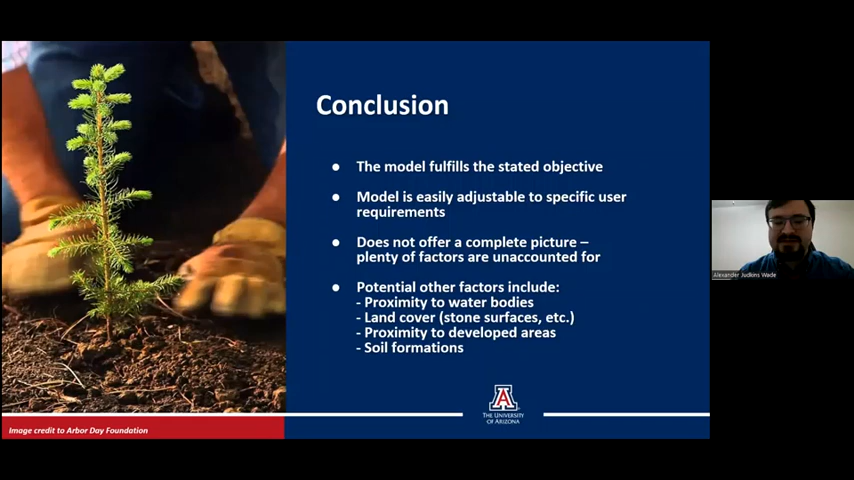 Conclusion
● The model fulfills the stated objective
● Model is easily adjustable to specific user
requirements
● Does not offer a complete picture –
plenty of factors are unaccounted for
● Potential other factors include:
- Proximity to water bodies
- Land cover (stone surfaces, etc.)
- Proximity to developed areas
- Soil formations
A
THE UNIVERSITY
OF ARIZONA
Image credit to Arbor Day Foundation
Alexander Judkins Wade